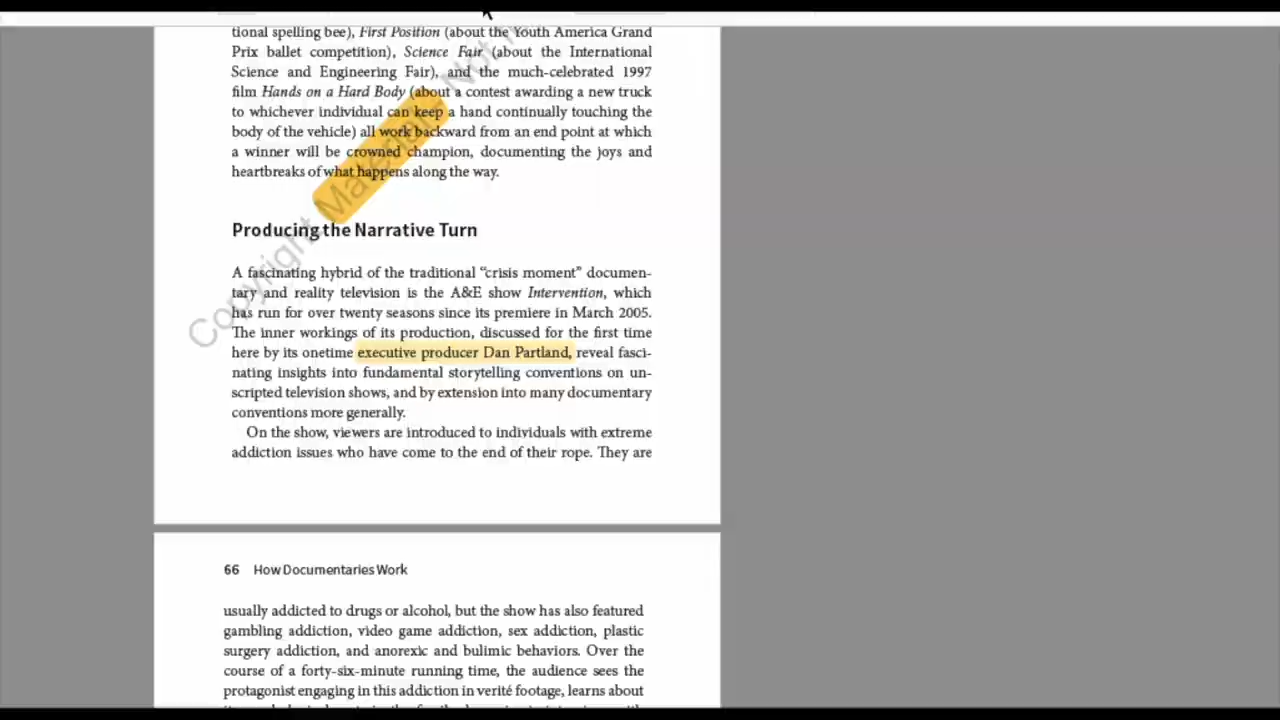 tional spelling bee), First Position (about the Youth America Grand
Prix ballet competition), Science Fair (about the International
Science and Engineering Fair), and the much-celebrated 1997
film Hands on a Hard Body (about a contest awarding a new truck
to whichever individual can keep a hand continually touching the
body of the vehicle) all work backward from an end point at which
a winner will be crowned champion, documenting the joys and
heartbreaks of what happens along the way.
Copyright Material Not
Producing the Narrative Turn
A fascinating hybrid of the traditional “crisis moment” documen-
tary and reality television is the A&E show Intervention, which
has run for over twenty seasons since its premiere in March 2005.
The inner workings of its production, discussed for the first time
here by its onetime executive producer Dan Partland, reveal fasci-
nating insights into fundamental storytelling conventions on un-
scripted television shows, and by extension into many documentary
conventions more generally.
On the show, viewers are introduced to individuals with extreme
addiction issues who have come to the end of their rope. They are
66 How Documentaries Work
usually addicted to drugs or alcohol, but the show has also featured
gambling addiction, video game addiction, sex addiction, plastic
surgery addiction, and anorexic and bulimic behaviors. Over the
course of a forty-six-minute running time, the audience sees the
protagonist engaging in this addiction in verité footage, learns about